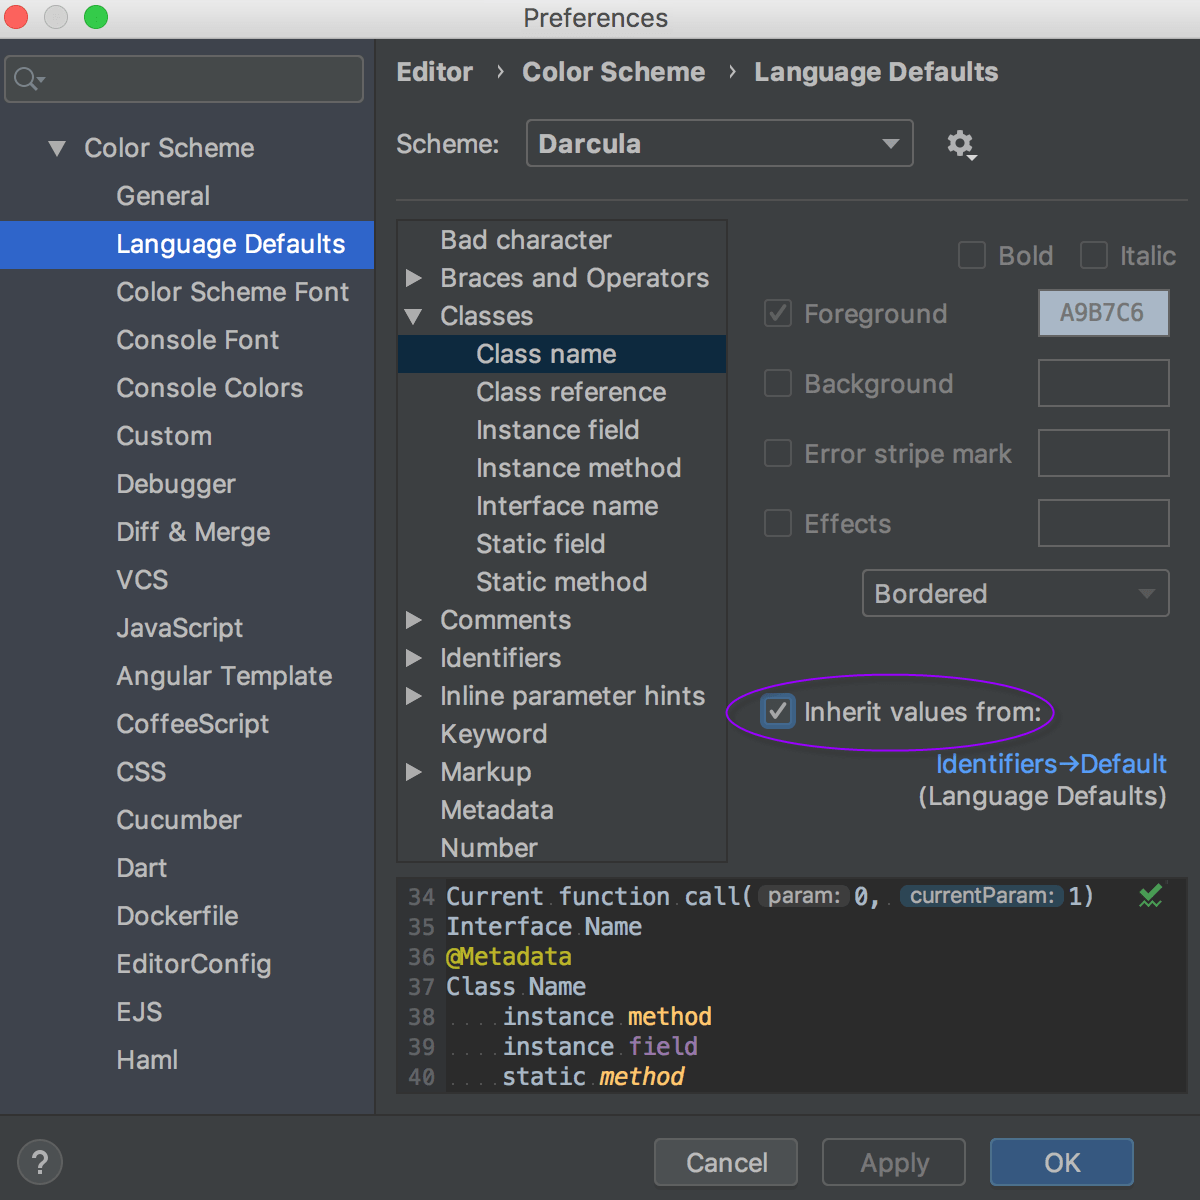 Preferences
Editor › Color Scheme › Language Defaults
Scheme: Darcula
Color Scheme
General
Language Defaults
Color Scheme Font
Console Font
Console Colors
Custom
Debugger
Diff & Merge
VCS
JavaScript
Angular Template
CoffeeScript
CSS
Cucumber
Dart
Dockerfile
EditorConfig
EJS
Haml
Bad character
Braces and Operators
Classes
Class name
Class reference
Instance field
Instance method
Interface name
Static field
Static method
Comments
Identifiers
Inline parameter hints
Keyword
Markup
Metadata
Number
Bold Italic
Foreground A9B7C6
Background
Error stripe mark
Effects
Bordered
Inherit values from:
Identifiers→Default
(Language Defaults)
34 Current function call( param: 0, currentParam: 1)
35 Interface Name
36 @Metadata
37 Class Name
38 instance method
39 instance field
40 static method
? Cancel Apply OK